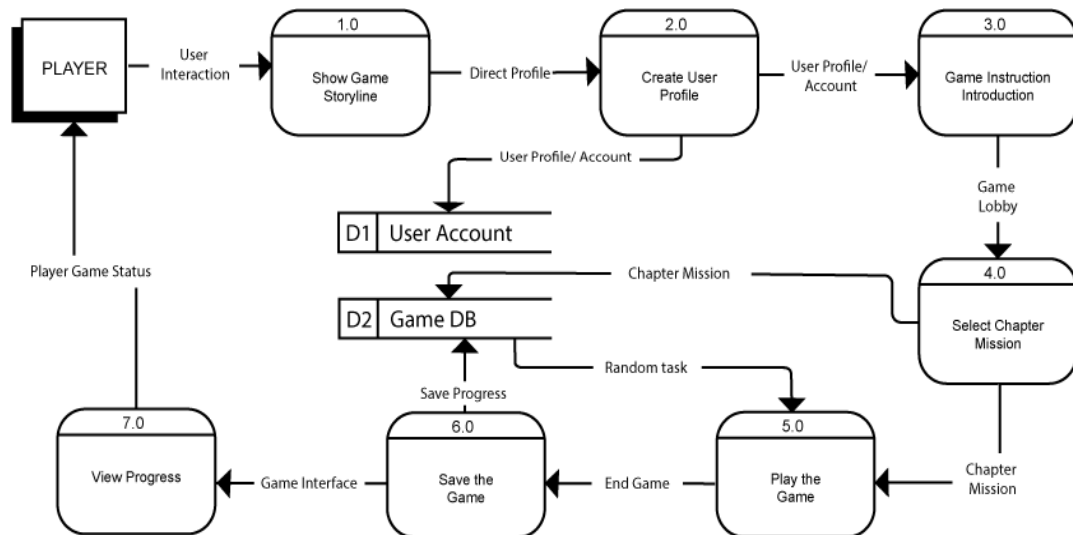 1.0
2.0
3.0
PLAYER
User
Interaction
Show Game
Storyline
Direct Profile
Create User
Profile
User Profile/
Account
Game Instruction
Introduction
User Profile/ Account
Game
Lobby
D1 User Account
Player Game Status
Chapter Mission
4.0
D2 Game DB
Select Chapter
Mission
Random task
Save Progress
7.0
6.0
5.0
View Progress
Game Interface
Save the
Game
End Game
Play the
Game
Chapter
Mission